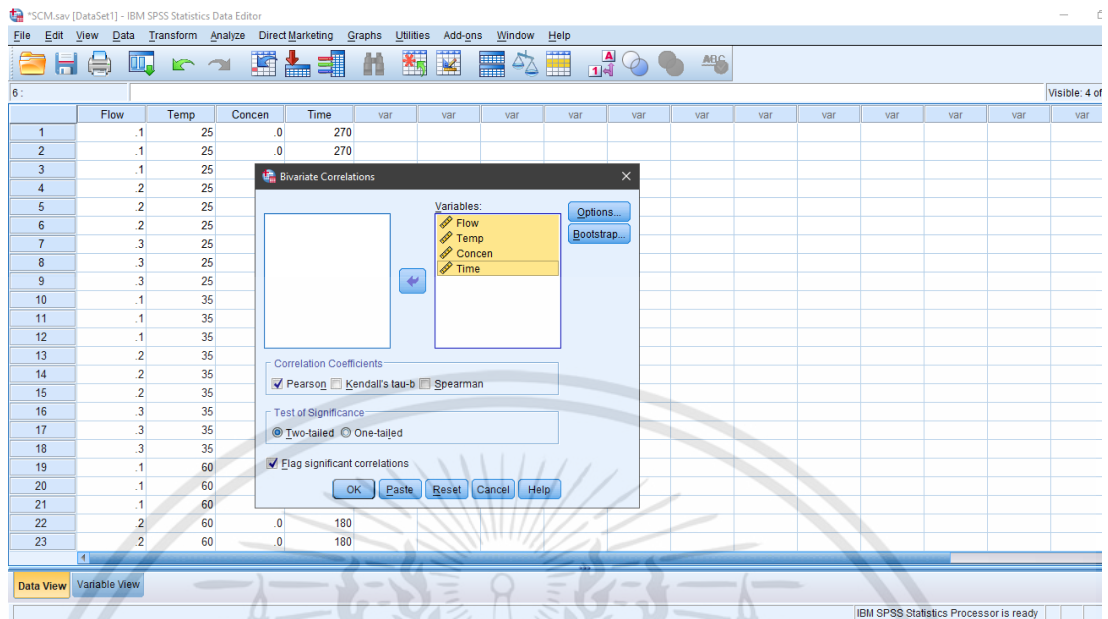 *SCM.sav [DataSet1] - IBM SPSS Statistics Data Editor
File Edit View Data Transform Analyze Direct Marketing Graphs Utilities Add-ons Window Help
6 : Visible: 4 of
Flow Temp Concen Time var var var var var var var var var var var var
1 .1 25 .0 270
2 .1 25 .0 270
3 .1 25
4 .2 25
5 .2 25
6 .2 25
7 .3 25
8 .3 25
9 .3 25
10 .1 35
11 .1 35
12 .1 35
13 .2 35
14 .2 35
15 .2 35
16 .3 35
17 .3 35
18 .3 35
19 .1 60
20 .1 60
21 .1 60
22 .2 60 .0 180
23 .2 60 .0 180
Bivariate Correlations
Variables:
Flow
Temp
Concen
Time
Options...
Bootstrap...
Correlation Coefficients
Pearson Kendall's tau-b Spearman
Test of Significance
Two-tailed One-tailed
Flag significant correlations
OK Paste Reset Cancel Help
Data View Variable View
IBM SPSS Statistics Processor is ready